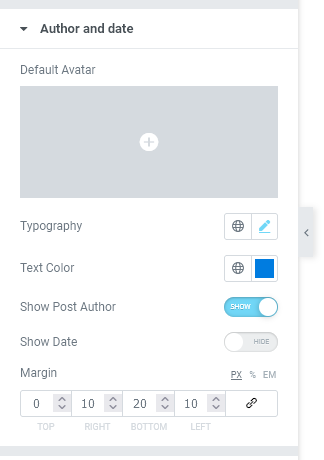 Author and date
Default Avatar
Typography
Text Color
Show Post Author SHOW
Show Date HIDE
Margin PX % EM
0 10 20 10
TOP RIGHT BOTTOM LEFT